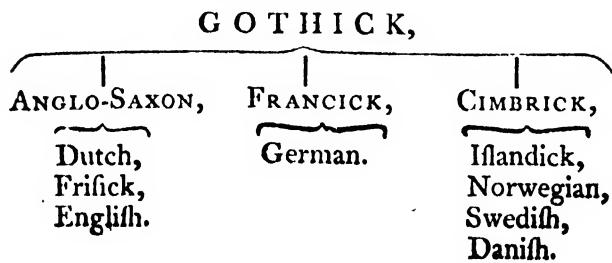 GOTHICK,
ANGLO-SAXON, FRANCICK, CIMBRICK,
Dutch, German. Iſlandick,
Friſick, Norwegian,
Engliſh. Swediſh,
Daniſh.